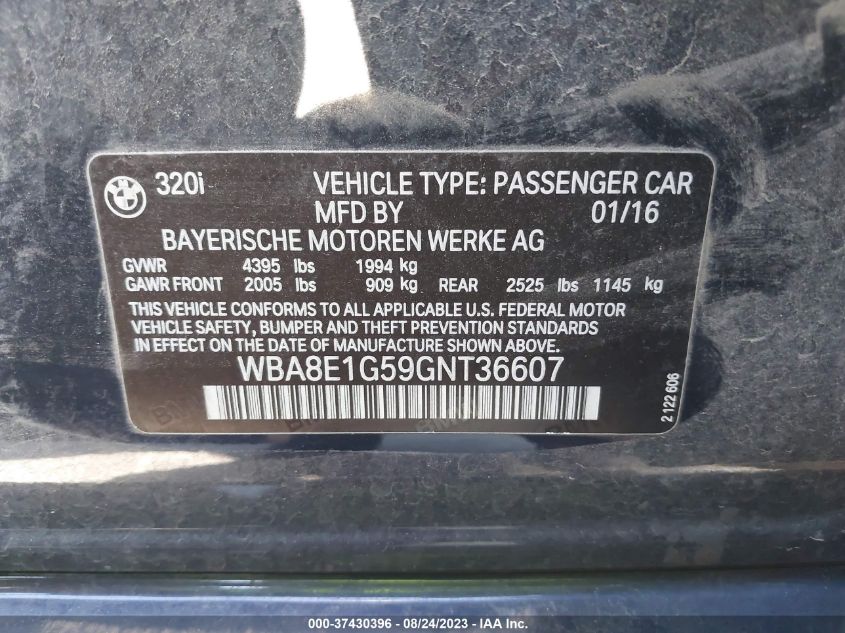 320i VEHICLE TYPE: PASSENGER CAR
MFD BY 01/16
BAYERISCHE MOTOREN WERKE AG
GVWR 4395 lbs 1994 kg
GAWR FRONT 2005 lbs 909 kg REAR 2525 lbs 1145 kg
THIS VEHICLE CONFORMS TO ALL APPLICABLE U.S. FEDERAL MOTOR
VEHICLE SAFETY, BUMPER AND THEFT PREVENTION STANDARDS
IN EFFECT ON THE DATE OF MANUFACTURE SHOWN ABOVE.
WBA8E1G59GNT36607
2 122 606
000-37430396 - 08/24/2023 - © IAA, Inc.